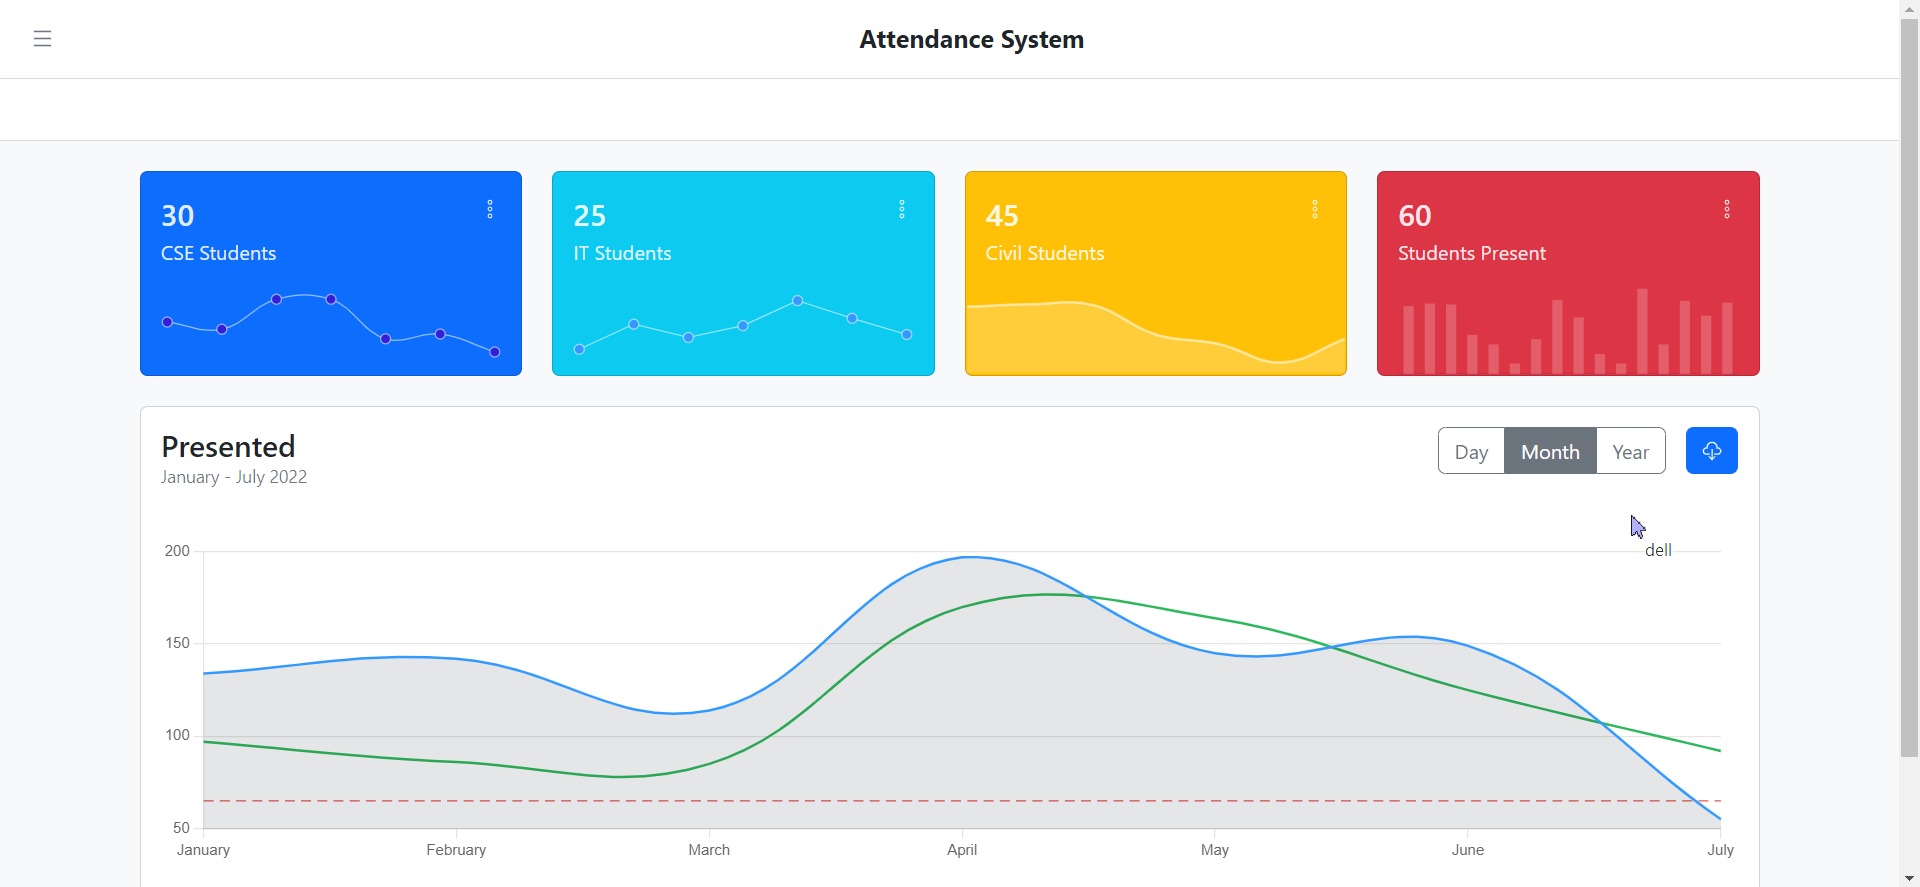 Attendance System
30
CSE Students
25
IT Students
45
Civil Students
60
Students Present
Presented
January - July 2022
Day Month Year
dell
200
150
100
50
January February March April May June July